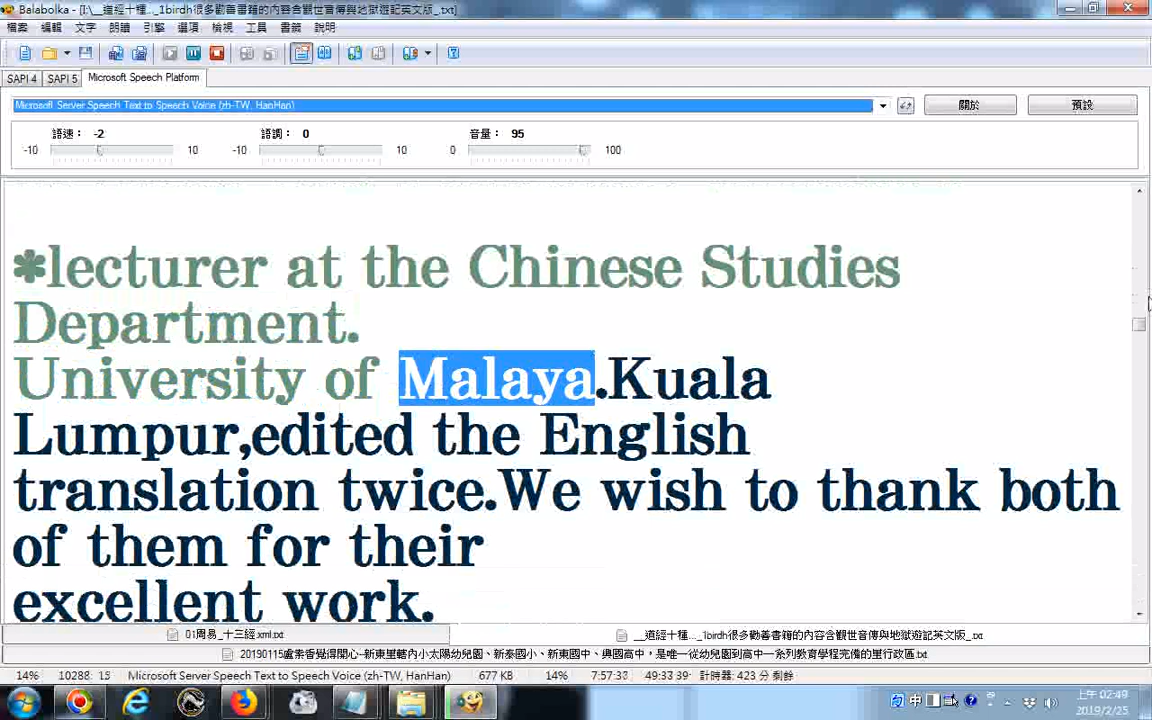 Balabolka - [I:\__道經十種..._1birdh很多勸善書籍的內容含觀世音傳與地獄遊記英文版_.txt]
檔案 編輯 文字 朗讀 引擎 選項 檢視 工具 書籤 說明
SAPI 4 SAPI 5 Microsoft Speech Platform
Microsoft Server Speech Text to Speech Voice (zh-TW, HanHan) 關於 預設
語速： -2 語調： 0 音量： 95
-10 10 -10 10 0 100
*lecturer at the Chinese Studies
Department.
University of Malaya.Kuala
Lumpur,edited the English
translation twice.We wish to thank both
of them for their
excellent work.
01周易_十三經.xml.txt __道經十種..._1birdh很多勸善書籍的內容含觀世音傳與地獄遊記英文版_.txt
20190115盧素香覺得開心-新東里轄內小太陽幼兒園、新泰國小、新東國中、興國高中，是唯一從幼兒園到高中一系列教育學程完備的里行政區.txt
14% 10288: 15 Microsoft Server Speech Text to Speech Voice (zh-TW, HanHan) 677 KB 14% 7:57:33 49:33:39 計時器: 423 分 剩餘
中 上午 02:49
2019/2/25